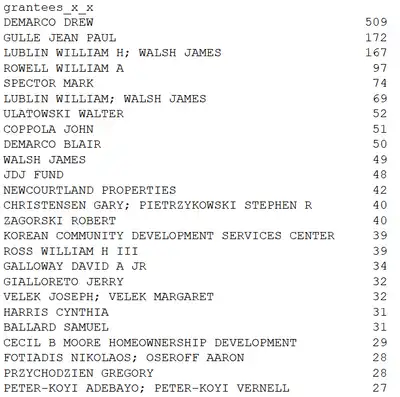 grantees_x_x
DEMARCO DREW 509
GULLE JEAN PAUL 172
LUBLIN WILLIAM H; WALSH JAMES 167
ROWELL WILLIAM A 97
SPECTOR MARK 74
LUBLIN WILLIAM; WALSH JAMES 69
ULATOWSKI WALTER 52
COPPOLA JOHN 51
DEMARCO BLAIR 50
WALSH JAMES 49
JDJ FUND 48
NEWCOURTLAND PROPERTIES 42
CHRISTENSEN GARY; PIETRZYKOWSKI STEPHEN R 40
ZAGORSKI ROBERT 40
KOREAN COMMUNITY DEVELOPMENT SERVICES CENTER 39
ROSS WILLIAM H III 39
GALLOWAY DAVID A JR 34
GIALLORETO JERRY 32
VELEK JOSEPH; VELEK MARGARET 32
HARRIS CYNTHIA 31
BALLARD SAMUEL 31
CECIL B MOORE HOMEOWNERSHIP DEVELOPMENT 29
FOTIADIS NIKOLAOS; OSEROFF AARON 28
PRZYCHODZIEN GREGORY 28
PETER-KOYI ADEBAYO; PETER-KOYI VERNELL 27